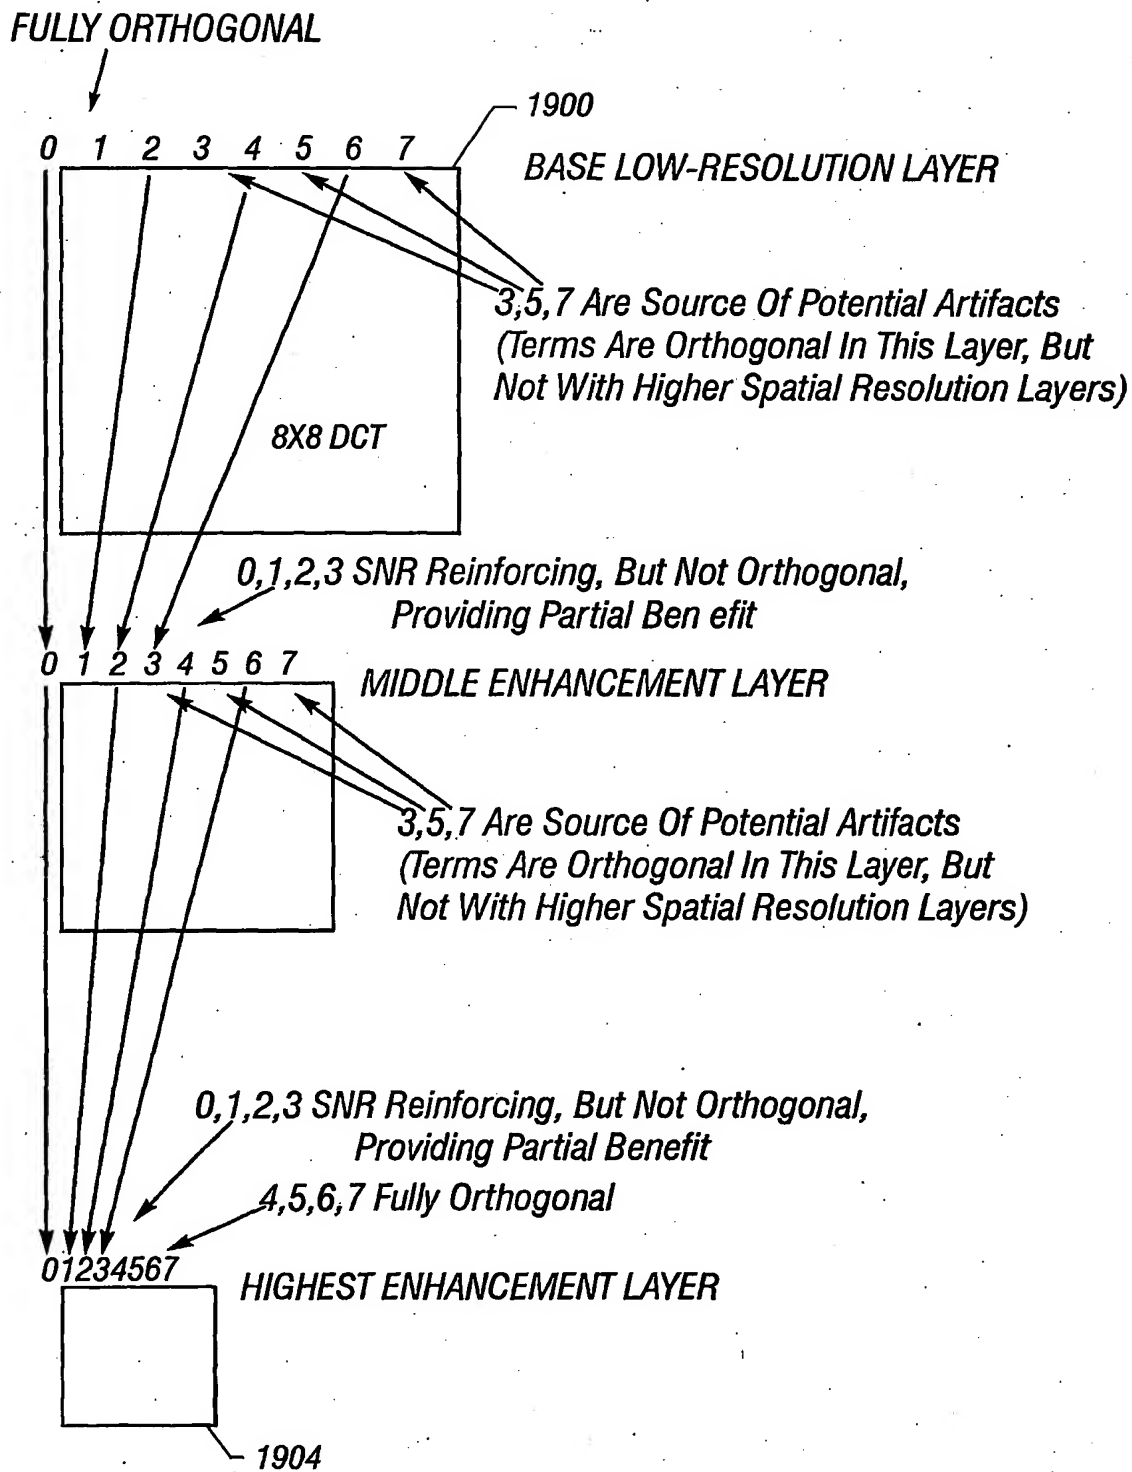 FULLY ORTHOGONAL
1900
0 1 2 3 4 5 6 7
BASE LOW-RESOLUTION LAYER
3,5,7 Are Source Of Potential Artifacts
(Terms Are Orthogonal In This Layer, But
Not With Higher Spatial Resolution Layers)
8X8 DCT
0,1,2,3 SNR Reinforcing, But Not Orthogonal,
Providing Partial Ben efit
0 1 2 3 4 5 6 7
MIDDLE ENHANCEMENT LAYER
3,5,7 Are Source Of Potential Artifacts
(Terms Are Orthogonal In This Layer, But
Not With Higher Spatial Resolution Layers)
0,1,2,3 SNR Reinforcing, But Not Orthogonal,
Providing Partial Benefit
4,5,6,7 Fully Orthogonal
01234567
HIGHEST ENHANCEMENT LAYER
1904